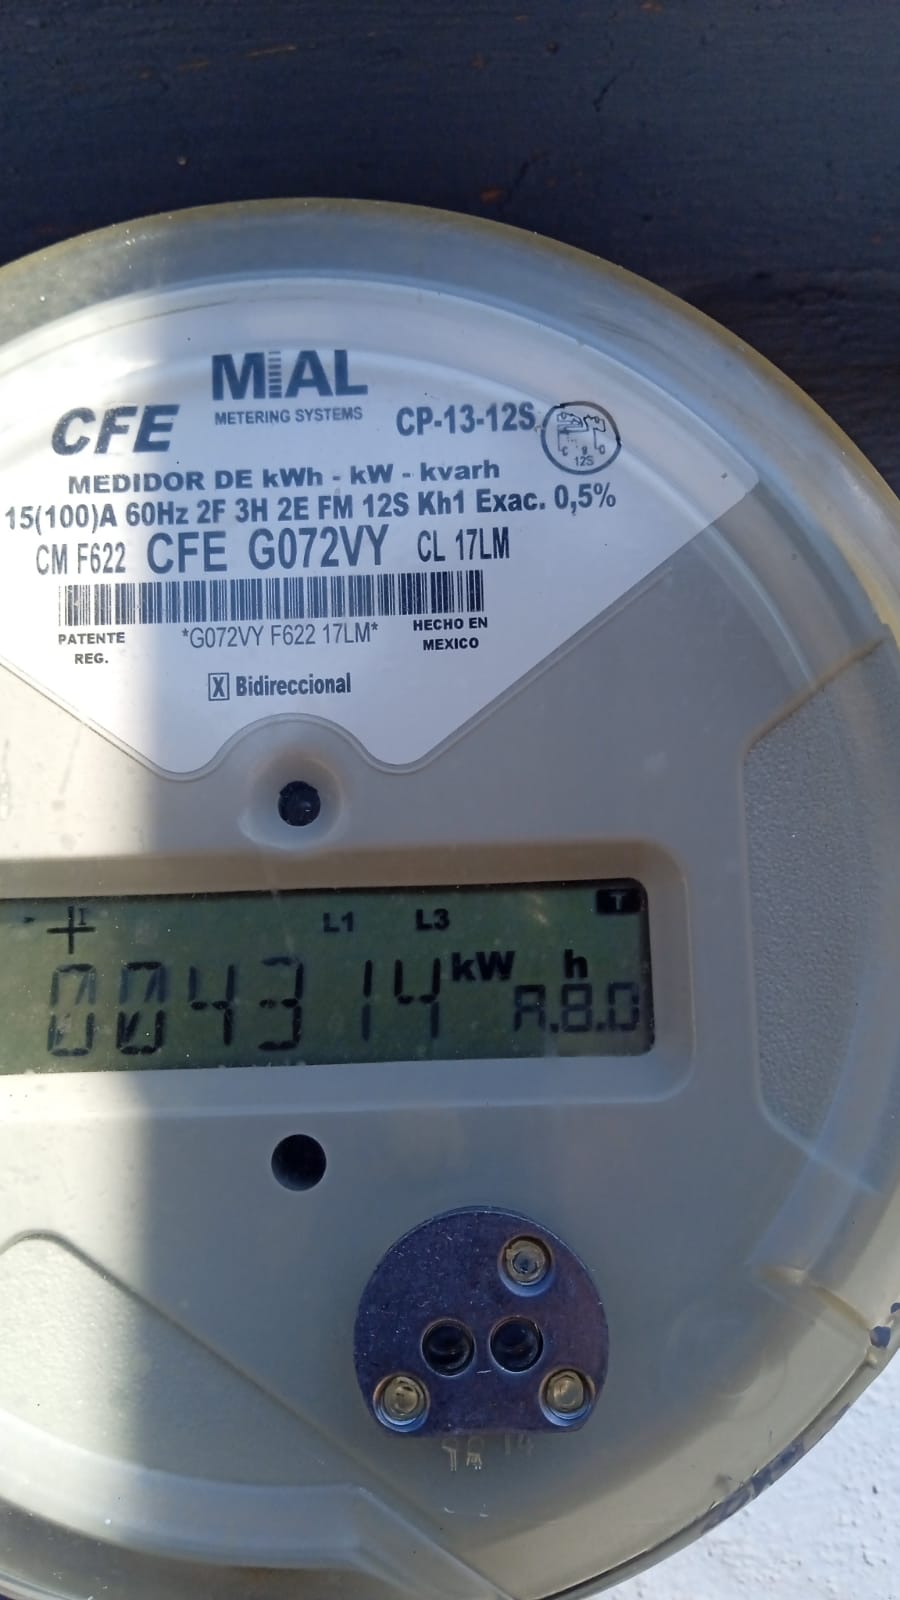 MIAL
METERING SYSTEMS
CFE
CP-13-12S
12S
MEDIDOR DE kWh - kW - kvarh
15(100)A 60Hz 2F 3H 2E FM 12S Kh1 Exac. 0,5%
CM F622 CFE G072VY CL 17LM
PATENTE REG.
*G072VY F622 17LM*
HECHO EN MEXICO
X Bidireccional
L1 L3 T
004314 kW h
A.8.0